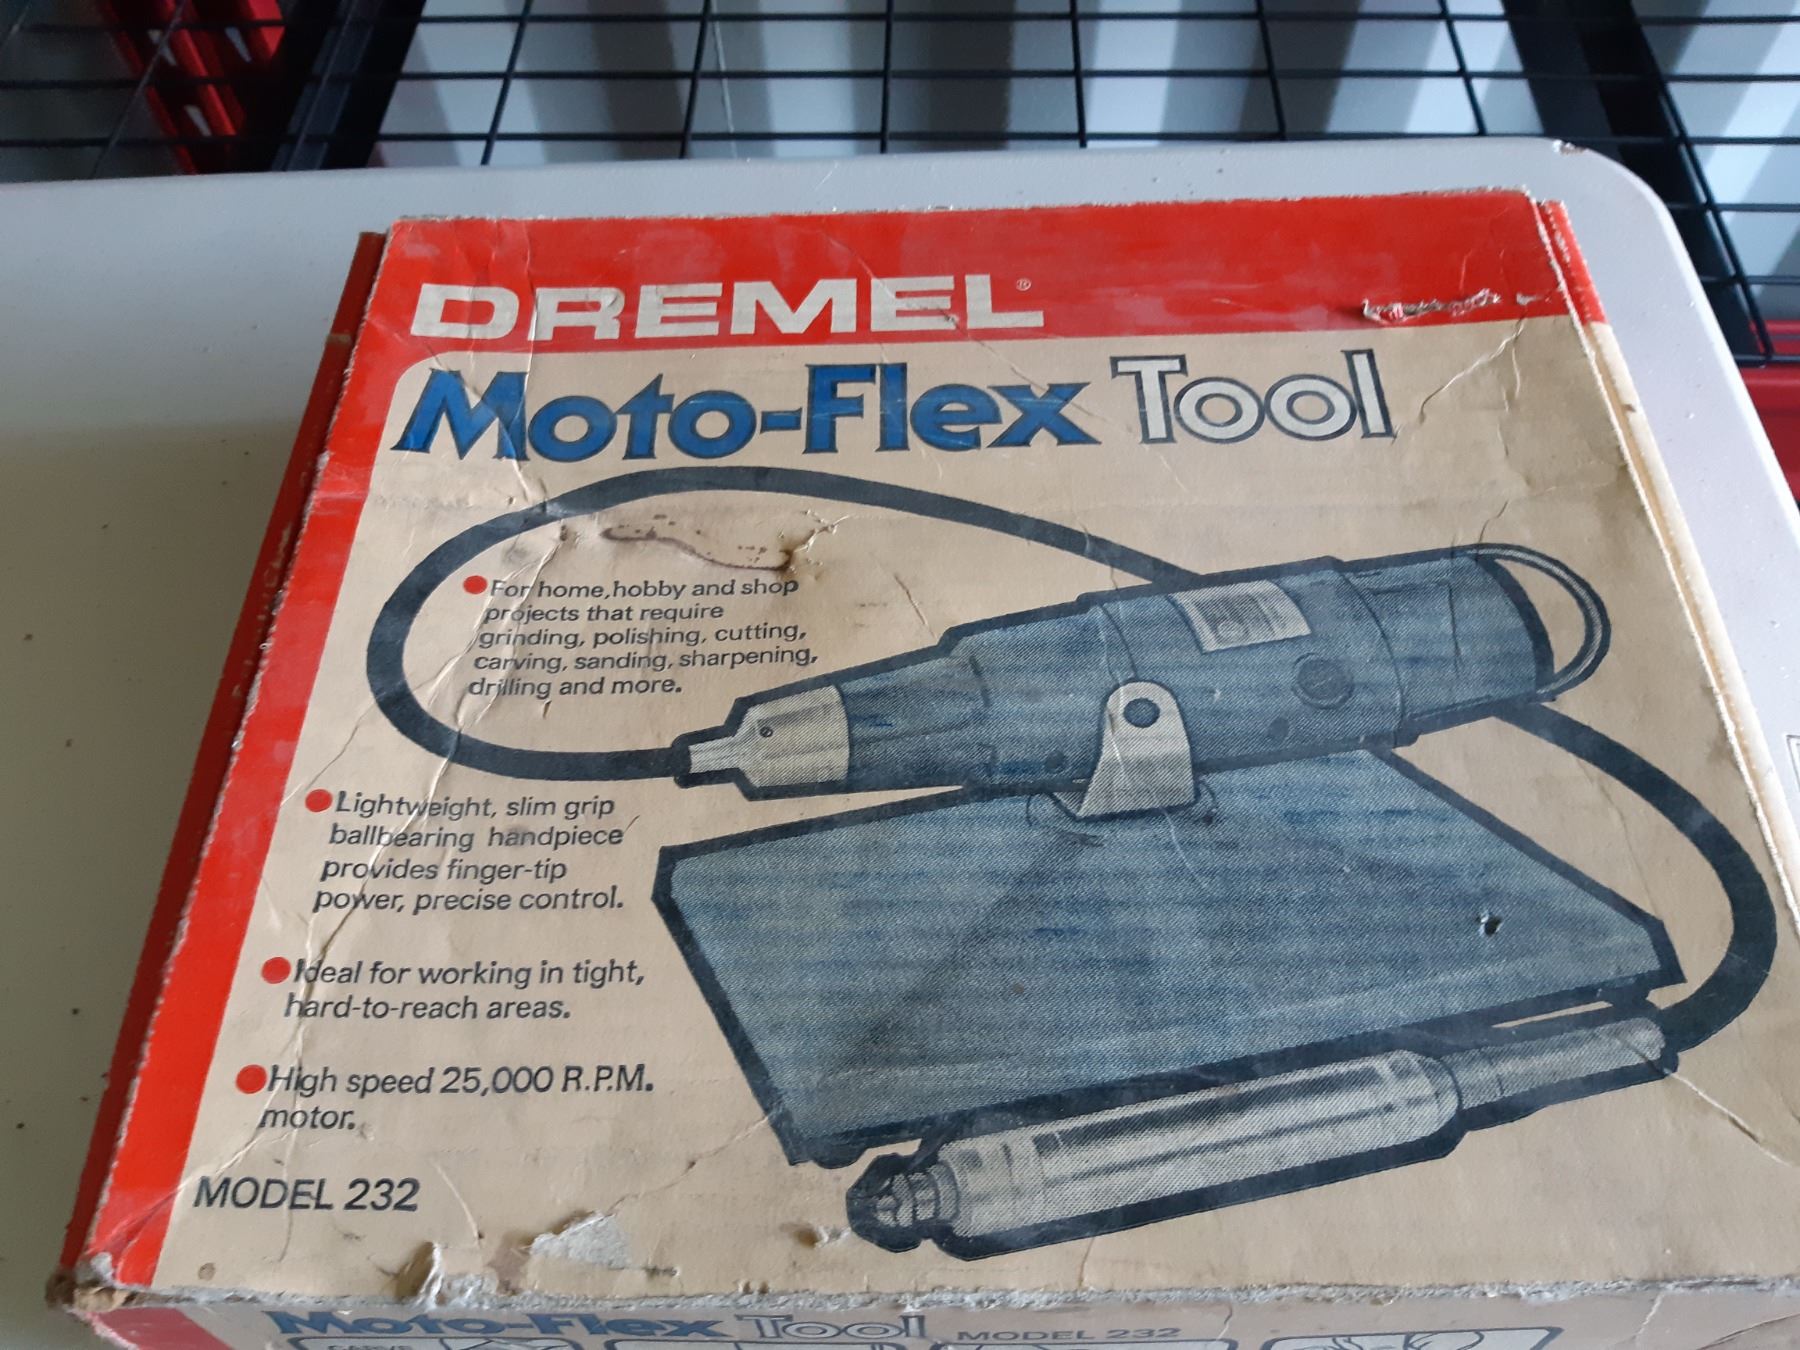 DREMEL®
Moto-Flex Tool
For home, hobby and shop
projects that require
grinding, polishing, cutting,
carving, sanding, sharpening,
drilling and more.
Lightweight, slim grip
ballbearing handpiece
provides finger-tip
power, precise control.
Ideal for working in tight,
hard-to-reach areas.
High speed 25,000 R.P.M.
motor.
MODEL 232
Moto-Flex Tool MODEL 232